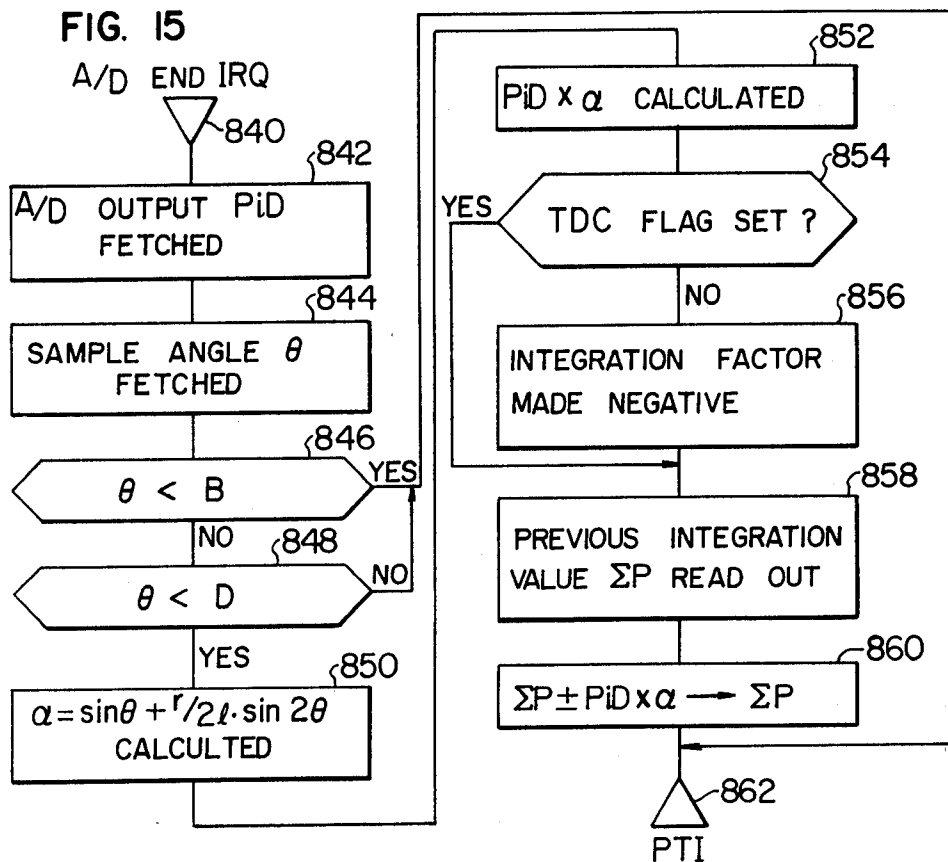 FIG. 15
A/D END IRQ
840
842
A/D OUTPUT PiD
FETCHED
844
SAMPLE ANGLE θ
FETCHED
846
θ < B
YES
NO
848
θ < D
NO
YES
850
α = sinθ + r/2l · sin 2θ
CALCULTED
852
PiD × α CALCULATED
854
YES
TDC FLAG SET ?
NO
856
INTEGRATION FACTOR
MADE NEGATIVE
858
PREVIOUS INTEGRATION
VALUE ΣP READ OUT
860
ΣP ± PiD × α → ΣP
862
PTI